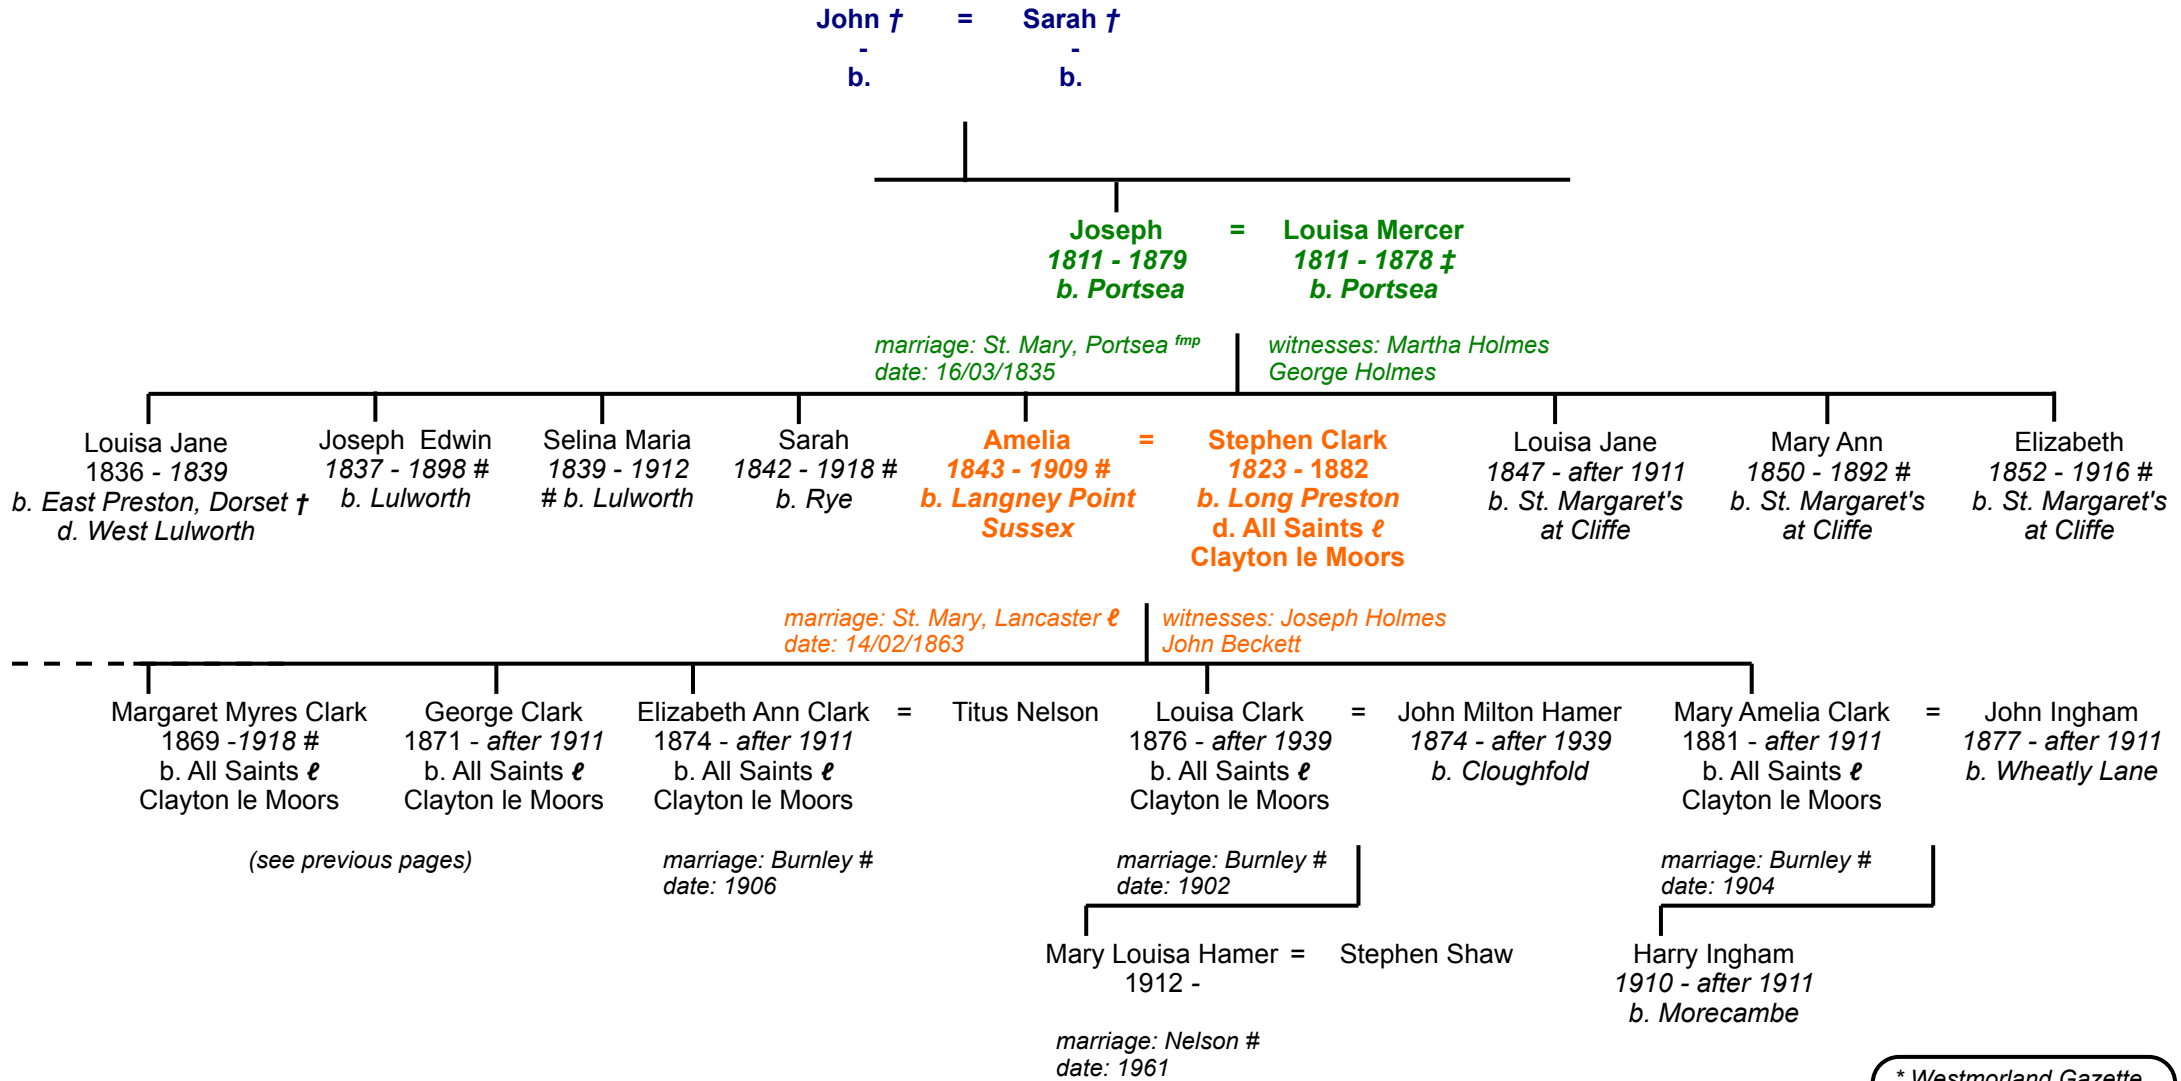 John † = Sarah †
- -
b. b.
Joseph = Louisa Mercer
1811 - 1879 1811 - 1878 ‡
b. Portsea b. Portsea
marriage: St. Mary, Portsea fmp
date: 16/03/1835
witnesses: Martha Holmes
George Holmes
Louisa Jane
1836 - 1839
b. East Preston, Dorset †
d. West Lulworth
Joseph Edwin
1837 - 1898 #
b. Lulworth
Selina Maria
1839 - 1912
# b. Lulworth
Sarah
1842 - 1918 #
b. Rye
Amelia =
1843 - 1909 #
b. Langney Point
Sussex
Stephen Clark
1823 - 1882
b. Long Preston
d. All Saints ℓ
Clayton le Moors
Louisa Jane
1847 - after 1911
b. St. Margaret's
at Cliffe
Mary Ann
1850 - 1892 #
b. St. Margaret's
at Cliffe
Elizabeth
1852 - 1916 #
b. St. Margaret's
at Cliffe
marriage: St. Mary, Lancaster ℓ
date: 14/02/1863
witnesses: Joseph Holmes
John Beckett
Margaret Myres Clark
1869 -1918 #
b. All Saints ℓ
Clayton le Moors
George Clark
1871 - after 1911
b. All Saints ℓ
Clayton le Moors
Elizabeth Ann Clark = Titus Nelson
1874 - after 1911
b. All Saints ℓ
Clayton le Moors
Louisa Clark =
1876 - after 1939
b. All Saints ℓ
Clayton le Moors
John Milton Hamer
1874 - after 1939
b. Cloughfold
Mary Amelia Clark =
1881 - after 1911
b. All Saints ℓ
Clayton le Moors
John Ingham
1877 - after 1911
b. Wheatly Lane
(see previous pages)
marriage: Burnley #
date: 1906
marriage: Burnley #
date: 1902
marriage: Burnley #
date: 1904
Mary Louisa Hamer = Stephen Shaw
1912 -
Harry Ingham
1910 - after 1911
b. Morecambe
marriage: Nelson #
date: 1961
* Westmorland Gazette